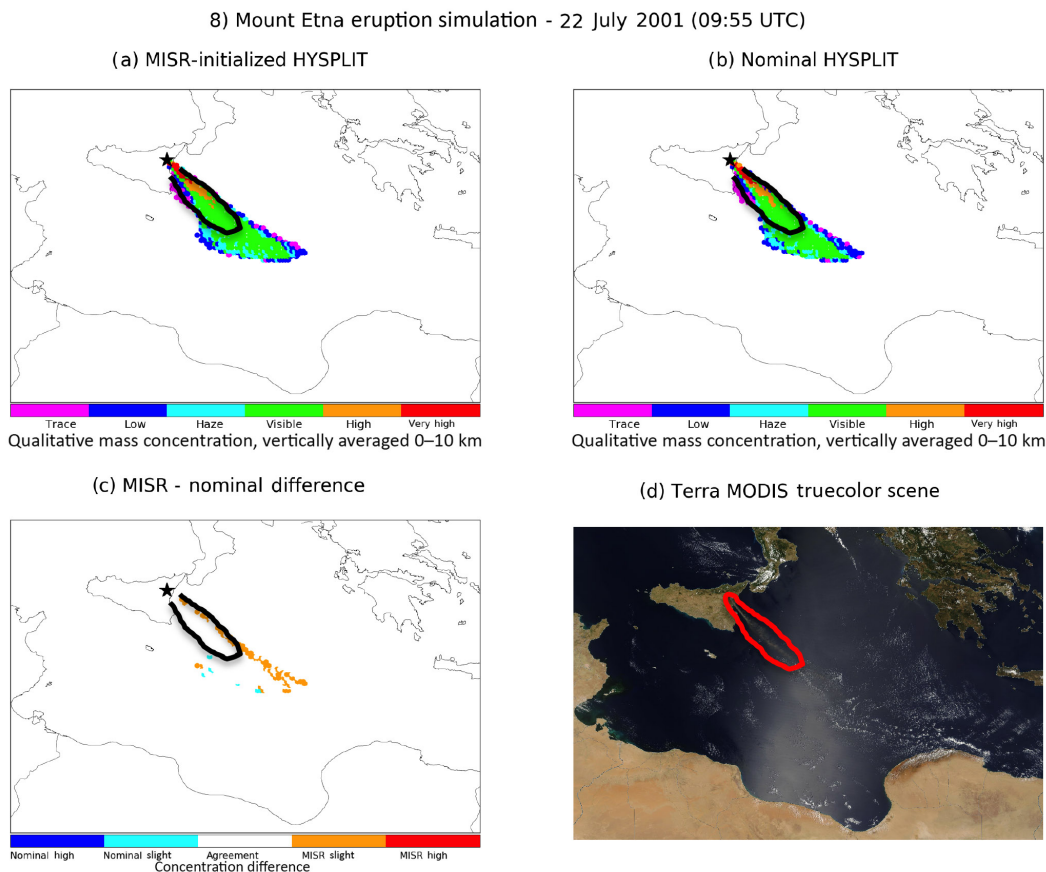 8) Mount Etna eruption simulation - 22 July 2001 (09:55 UTC)
(a) MISR-initialized HYSPLIT
(b) Nominal HYSPLIT
Trace Low Haze Visible High Very high
Qualitative mass concentration, vertically averaged 0–10 km
Trace Low Haze Visible High Very high
Qualitative mass concentration, vertically averaged 0–10 km
(c) MISR - nominal difference
(d) Terra MODIS truecolor scene
Nominal high Nominal slight Agreement MISR slight MISR high
Concentration difference